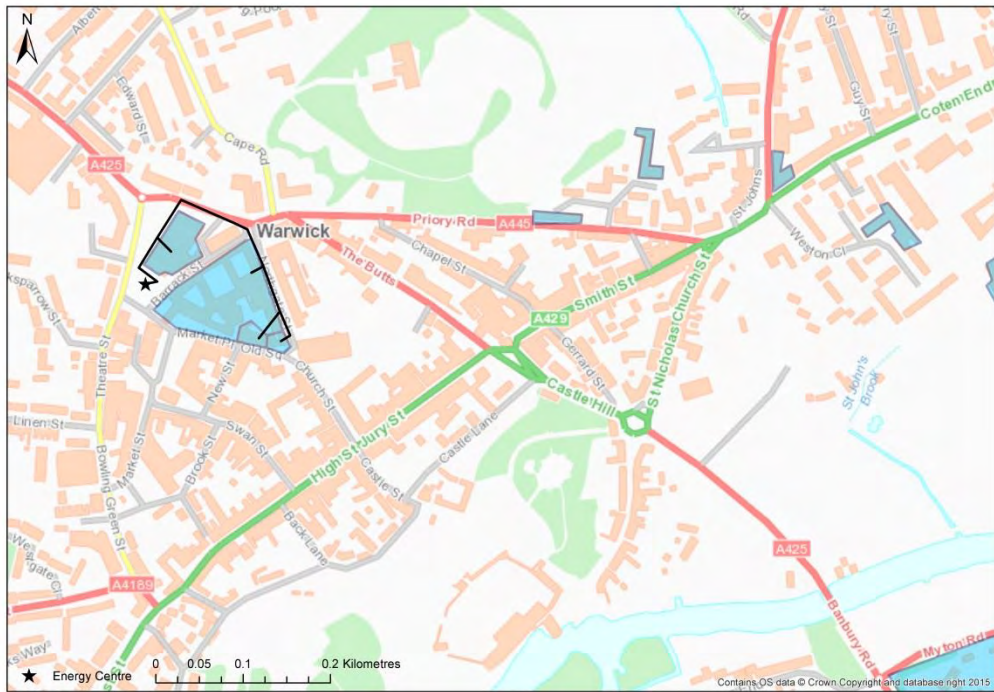 N
Edward St
Cape Rd
A425
Warwick
Priory Rd
A445
The Butts
Chapel St
Barrack St
Market Pl
Old Sq
Theatre St
New St
Church St
Linen St
Market St
Swan St
Brook St
Bowling Green St
High St
Jury St
Castle St
Castle Lane
Back Lane
A4189
Smith St
A429
Gerrard St
Castle Hill
St Nicholas Church St
St Johns
Coten End
Guy St
Weston Cl
St John's
Brook
A425
Banbury Rd
Myton Rd
Energy Centre
0 0.05 0.1 0.2 Kilometres
Contains OS data © Crown Copyright and database right 2015